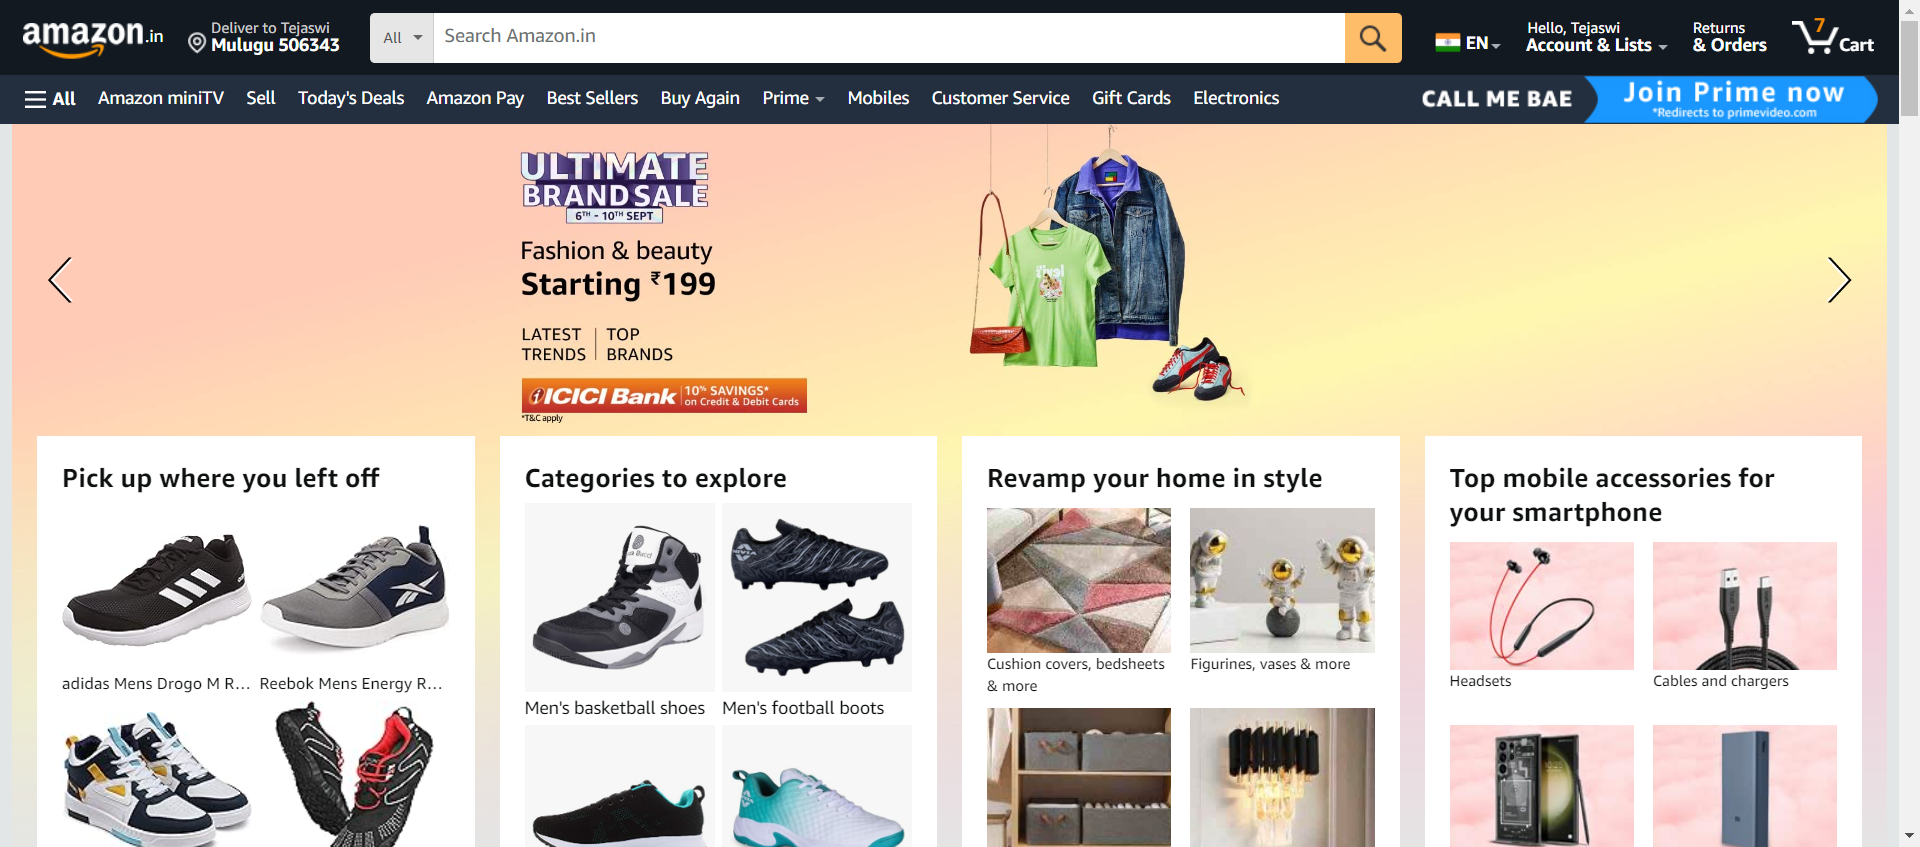 amazon.in
Deliver to Tejaswi
Mulugu 506343
All
Search Amazon.in
EN
Hello, Tejaswi
Account & Lists
Returns
& Orders
7
Cart
All
Amazon miniTV
Sell
Today's Deals
Amazon Pay
Best Sellers
Buy Again
Prime
Mobiles
Customer Service
Gift Cards
Electronics
CALL ME BAE
Join Prime now
*Redirects to primevideo.com
ULTIMATE
BRAND SALE
6TH - 10TH SEPT
Fashion & beauty
Starting ₹199
LATEST TRENDS
TOP BRANDS
ICICI Bank
10% SAVINGS*
on Credit & Debit Cards
*T&C apply
Pick up where you left off
adidas Mens Drogo M R...
Reebok Mens Energy R...
Categories to explore
NIVIA
Men's basketball shoes
Men's football boots
Revamp your home in style
Cushion covers, bedsheets
& more
Figurines, vases & more
Top mobile accessories for
your smartphone
Headsets
Cables and chargers